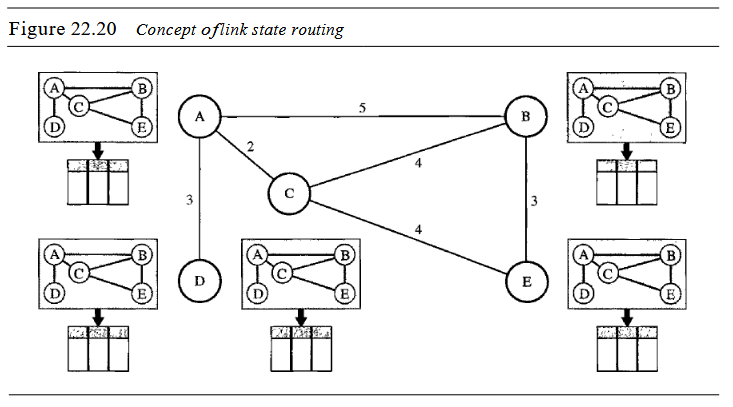 Figure 22.20 Concept oflink state routing
A B
C
D E
A B
C
D E
A 5 B
2
4
C
3 3
4
D E
A B
C
D E
A B
C
D E
A B
C
D E